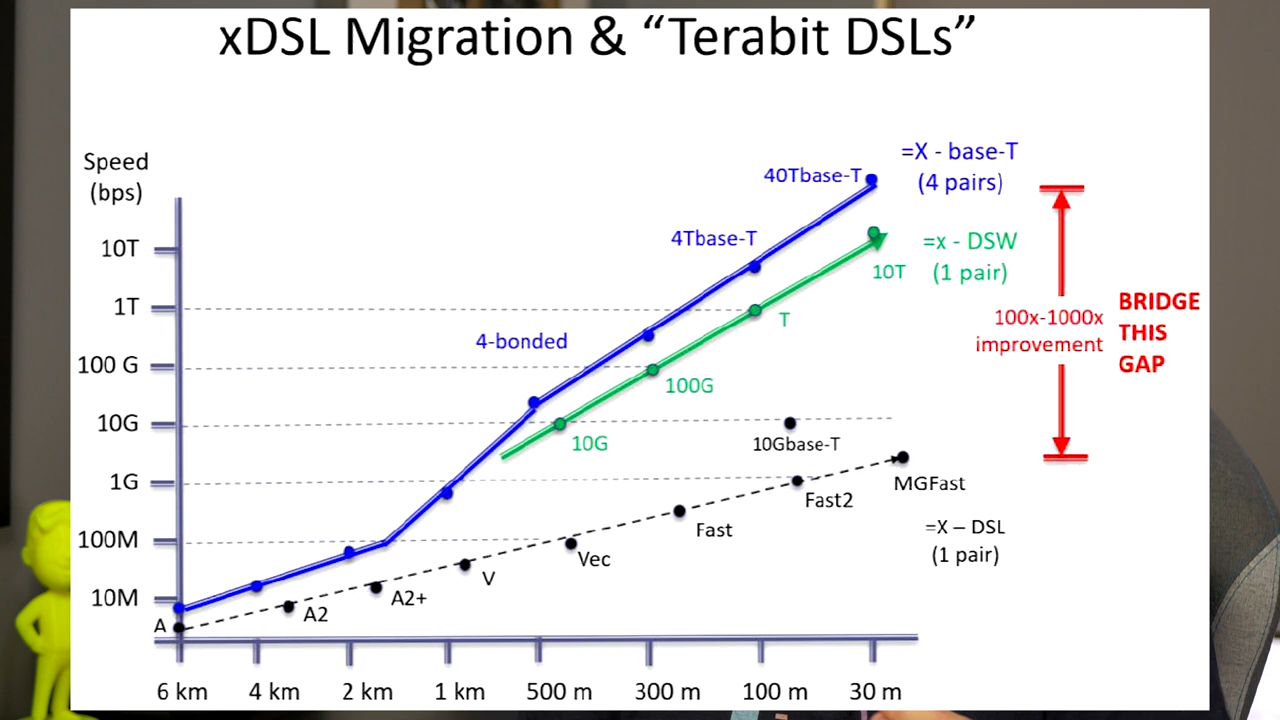 xDSL Migration & “Terabit DSLs”
Speed
(bps)
10T
1T
100 G
10G
1G
100M
10M
40Tbase-T
4Tbase-T
4-bonded
=X - base-T
(4 pairs)
=x - DSW
(1 pair)
10T
T
100G
10G
100x-1000x
improvement
BRIDGE
THIS
GAP
10Gbase-T
MGFast
Fast2
Fast
Vec
V
A2+
A2
A
=X – DSL
(1 pair)
6 km 4 km 2 km 1 km 500 m 300 m 100 m 30 m